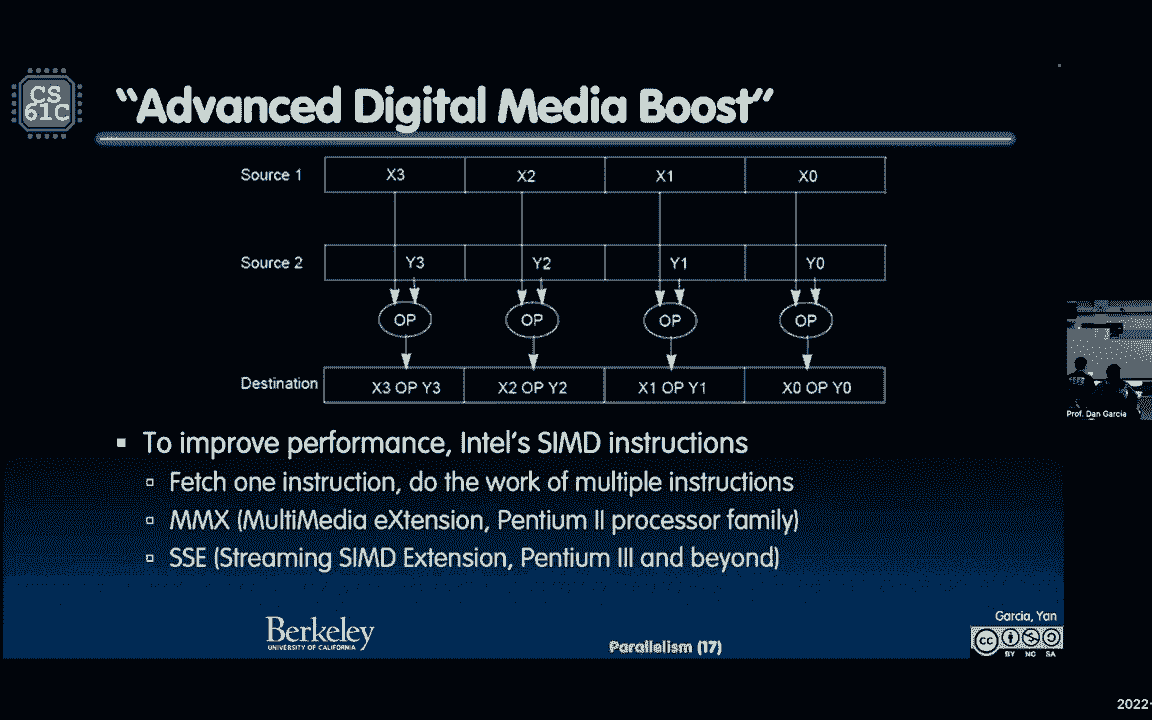 CS
61C
"Advanced Digital Media Boost"
Source 1 X3 X2 X1 X0
Source 2 Y3 Y2 Y1 Y0
OP OP OP OP
Destination X3 OP Y3 X2 OP Y2 X1 OP Y1 X0 OP Y0
Prof. Dan Garcia
▪ To improve performance, Intel's SIMD instructions
▫ Fetch one instruction, do the work of multiple instructions
▫ MMX (MultiMedia eXtension, Pentium II processor family)
▫ SSE (Streaming SIMD Extension, Pentium III and beyond)
Berkeley
UNIVERSITY OF CALIFORNIA
Parallelism (17)
Garcia, Yan
cc
BY NC SA
2022-